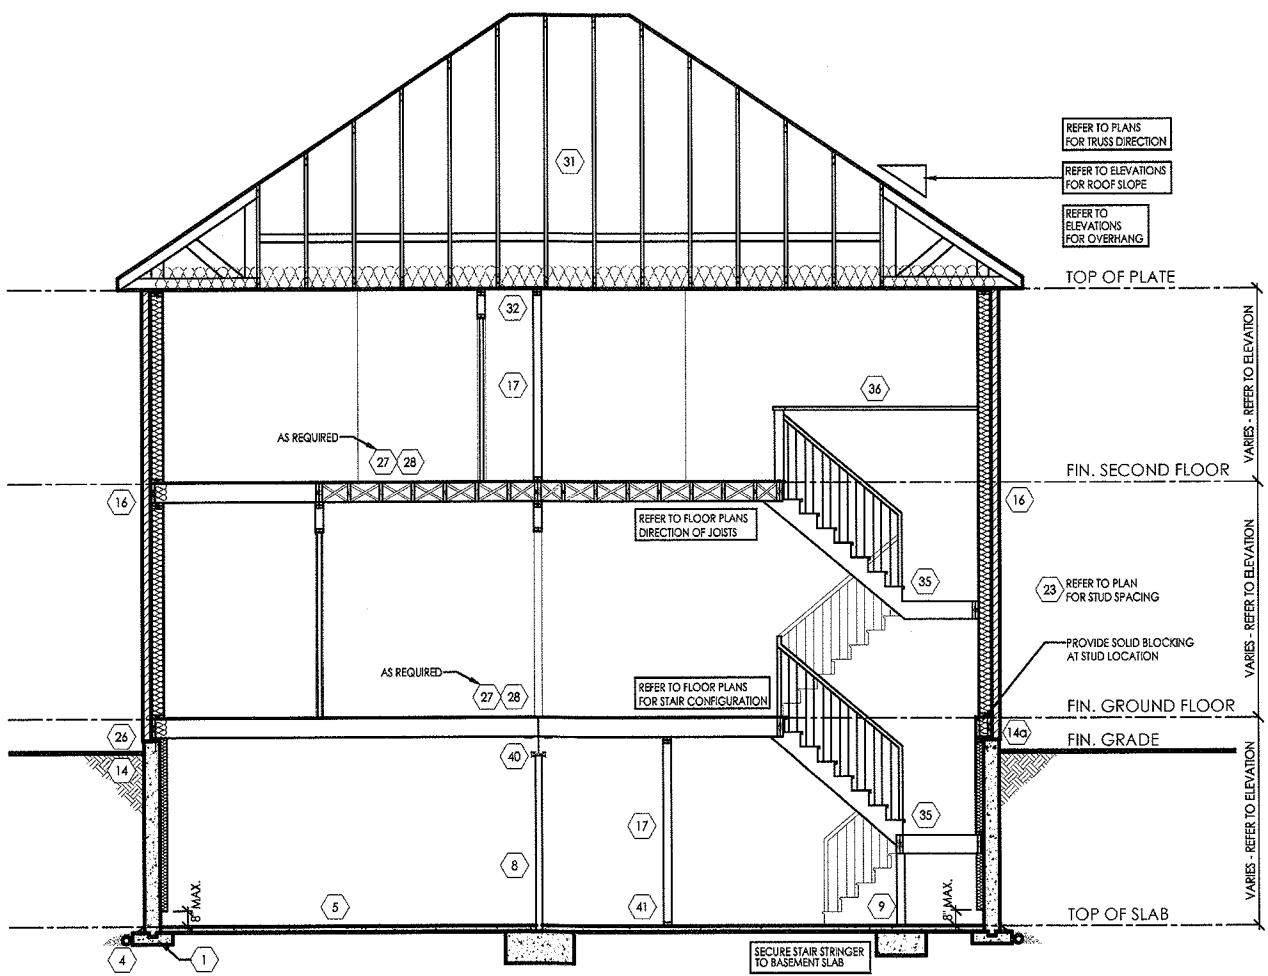 REFER TO PLANS
FOR TRUSS DIRECTION
31
REFER TO ELEVATIONS
FOR ROOF SLOPE
REFER TO
ELEVATIONS
FOR OVERHANG
TOP OF PLATE
32
17
36
VARIES - REFER TO ELEVATION
AS REQUIRED
27
28
FIN. SECOND FLOOR
16
16
REFER TO FLOOR PLANS
DIRECTION OF JOISTS
35
23
REFER TO PLAN
FOR STUD SPACING
VARIES - REFER TO ELEVATION
PROVIDE SOLID BLOCKING
AT STUD LOCATION
AS REQUIRED
27
28
REFER TO FLOOR PLANS
FOR STAIR CONFIGURATION
FIN. GROUND FLOOR
26
14a
FIN. GRADE
14
40
17
35
VARIES - REFER TO ELEVATION
8
8" MAX.
5
41
9
8" MAX.
TOP OF SLAB
4
1
SECURE STAIR STRINGER
TO BASEMENT SLAB